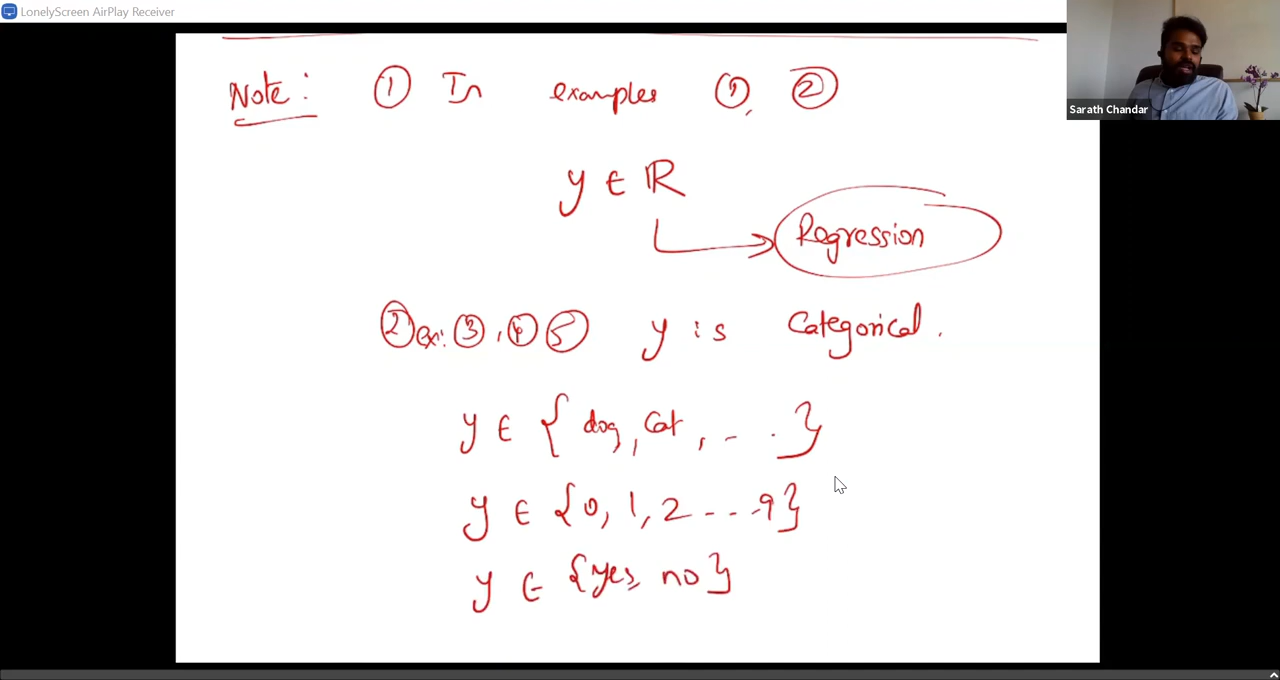 LonelyScreen AirPlay Receiver
Sarath Chandar
Note: ① In examples ①, ②
y ∈ ℝ
Regression
② ex: ③, ④ ⑤ y is Categorical.
y ∈ { dog, Cat, - . . }
y ∈ {0, 1, 2 - - . 9}
y ∈ {yes, no}